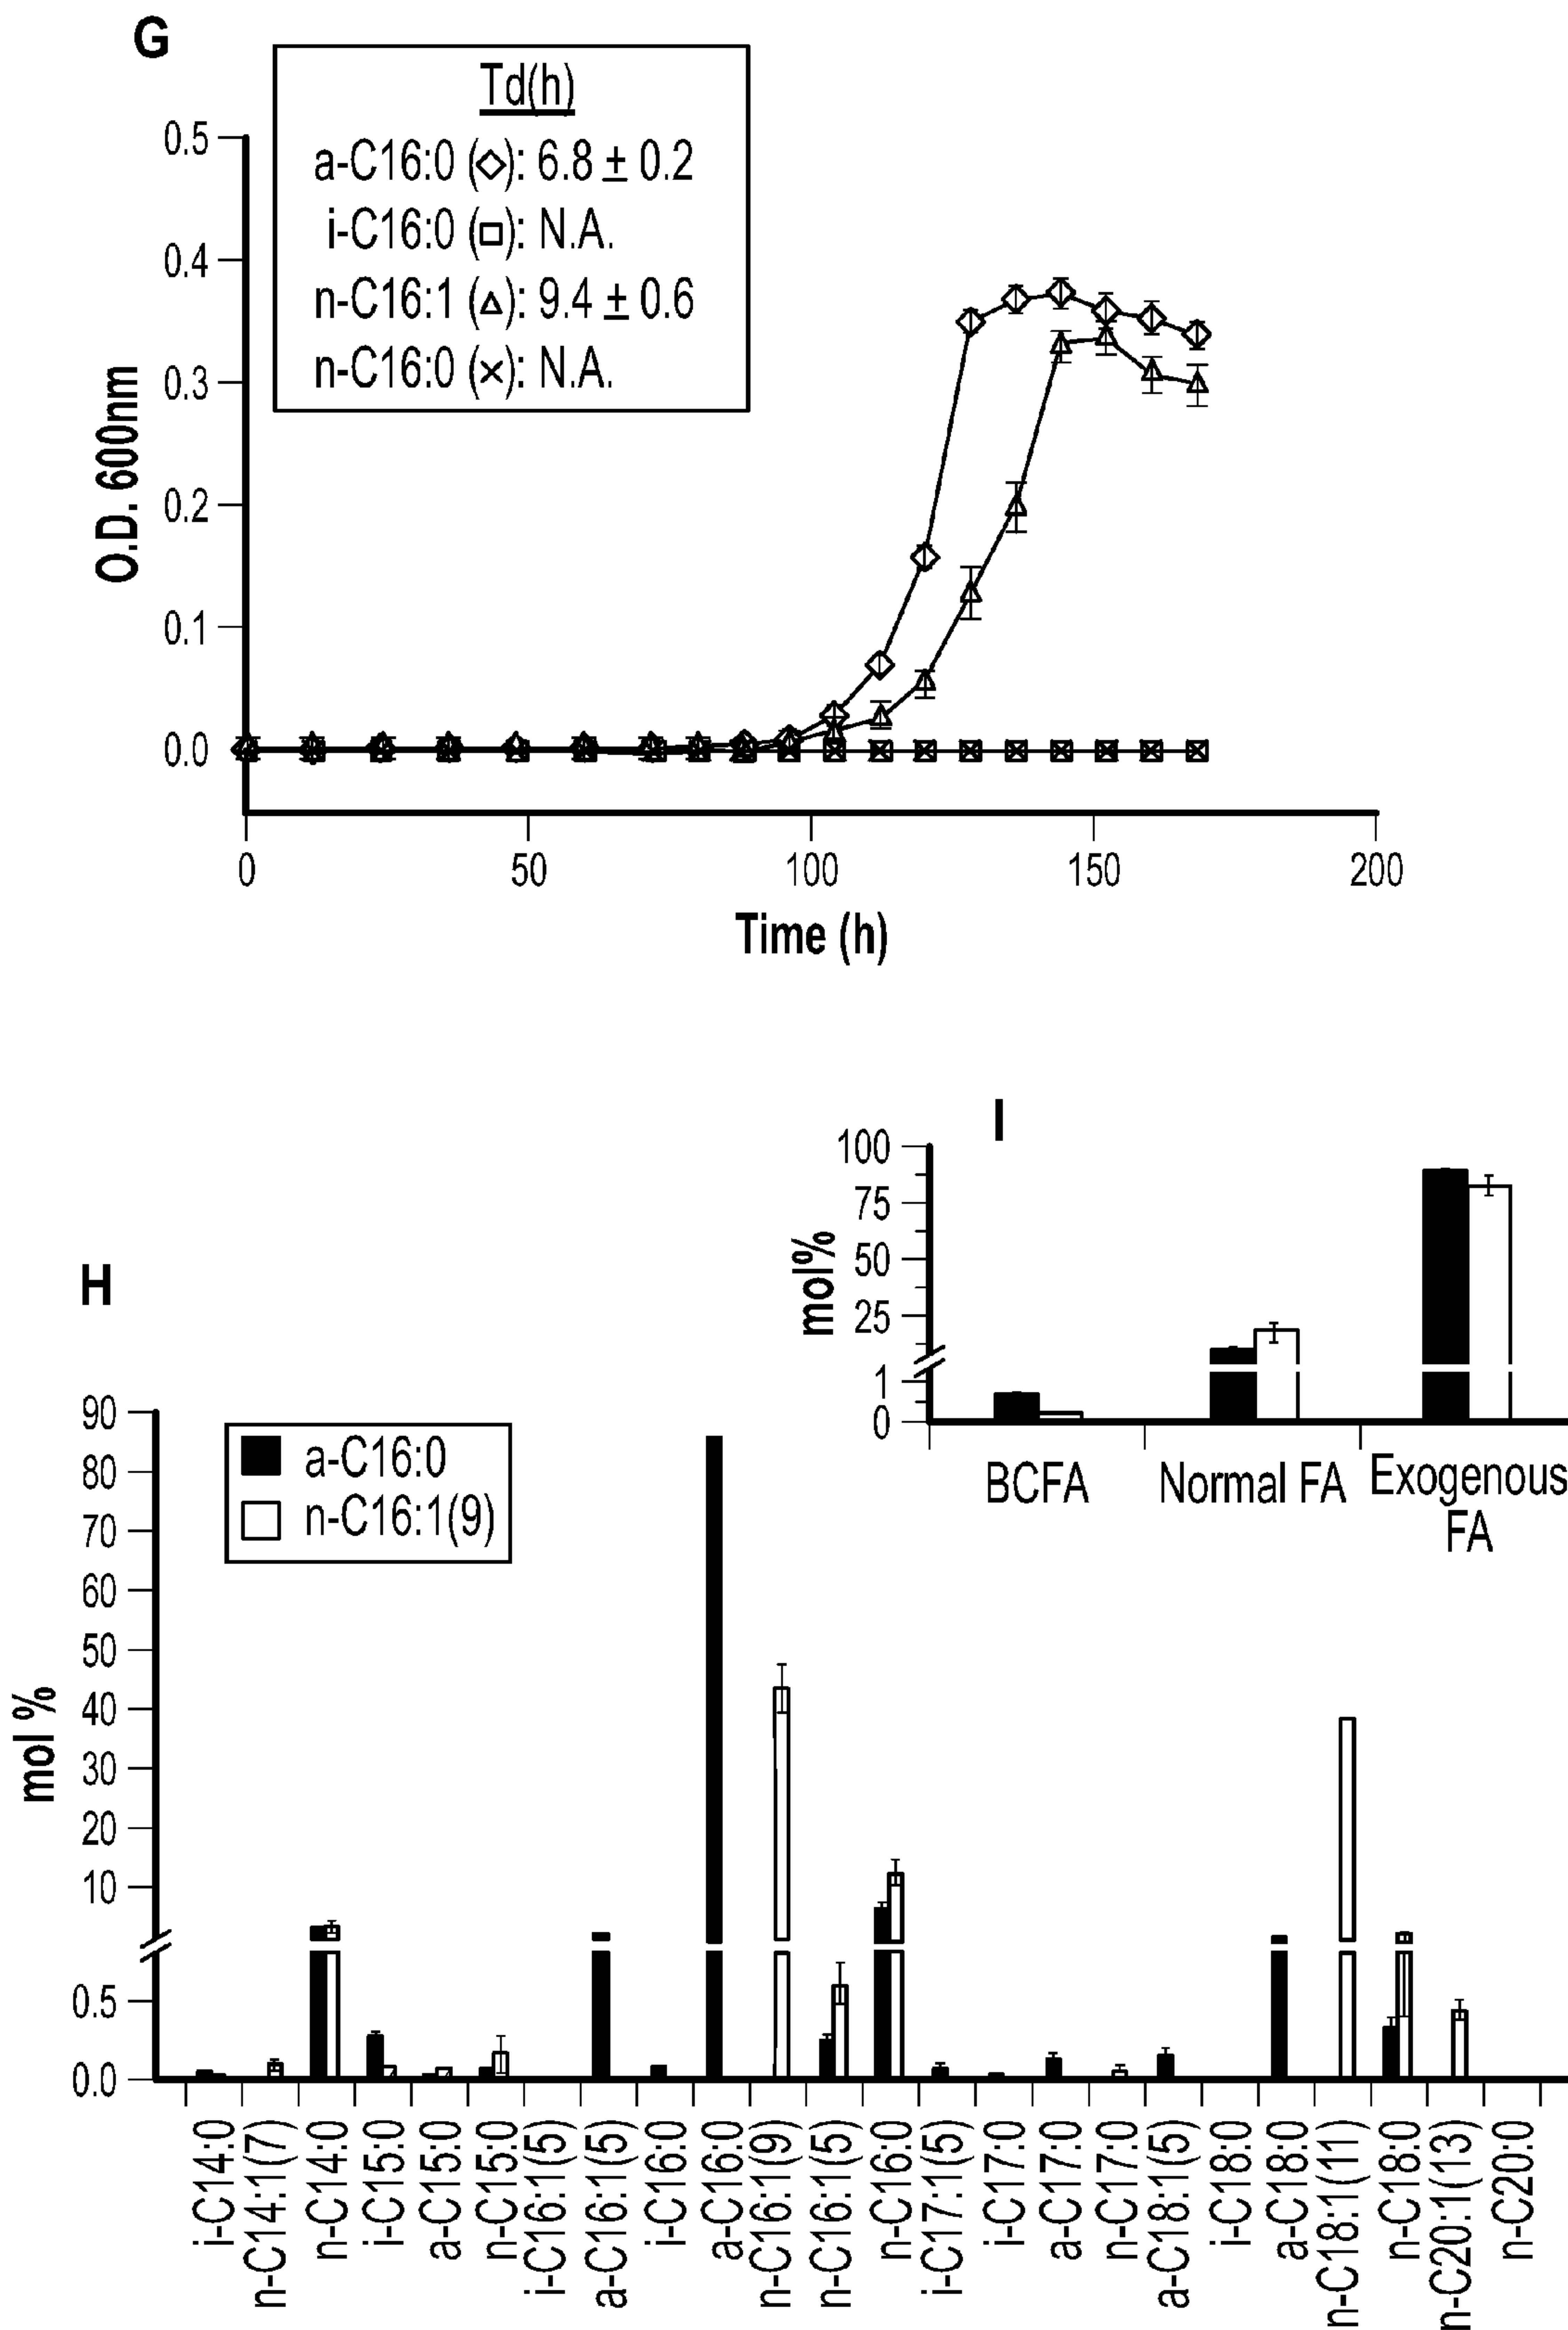 G
Td(h)
a-C16:0 (◇): 6.8 ± 0.2
i-C16:0 (□): N.A.
n-C16:1 (△): 9.4 ± 0.6
n-C16:0 (×): N.A.
0.5
0.4
0.3
0.2
0.1
0.0
O.D. 600nm
0 50 100 150 200
Time (h)
I
100
75
50
25
1
0
mol%
BCFA Normal FA Exogenous
FA
H
90
80
70
60
50
40
30
20
10
0.5
0.0
mol %
a-C16:0
n-C16:1(9)
i-C14:0
n-C14:1(7)
n-C14:0
i-C15:0
a-C15:0
n-C15:0
i-C16:1(5)
a-C16:1(5)
i-C16:0
a-C16:0
n-C16:1(9)
n-C16:1(5)
n-C16:0
i-C17:1(5)
i-C17:0
a-C17:0
n-C17:0
a-C18:1(5)
i-C18:0
a-C18:0
n-C18:1(11)
n-C18:0
n-C20:1(13)
n-C20:0